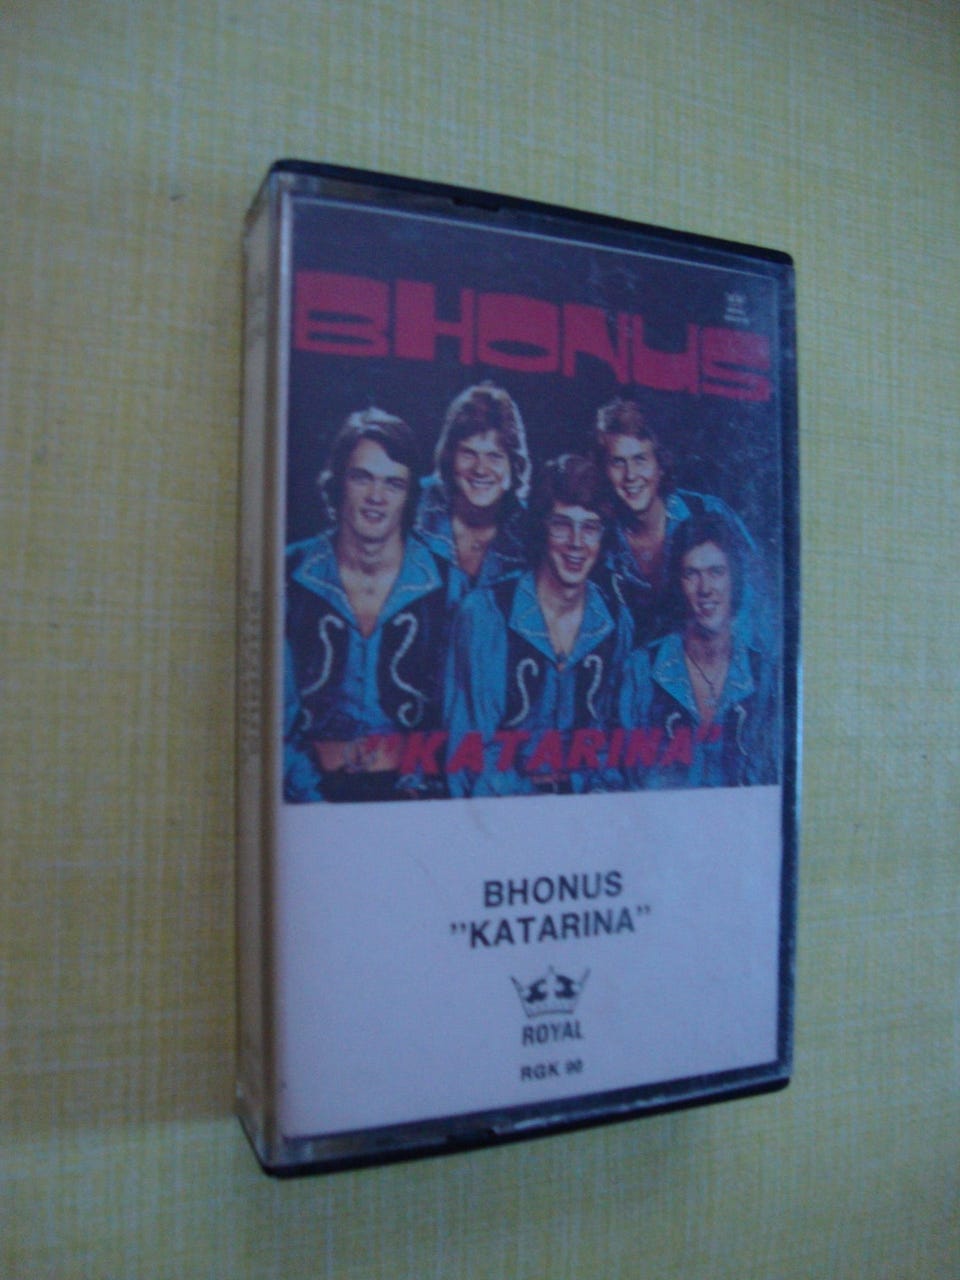 BHONUS
"KATARINA"
BHONUS
"KATARINA"
ROYAL
RGK 90